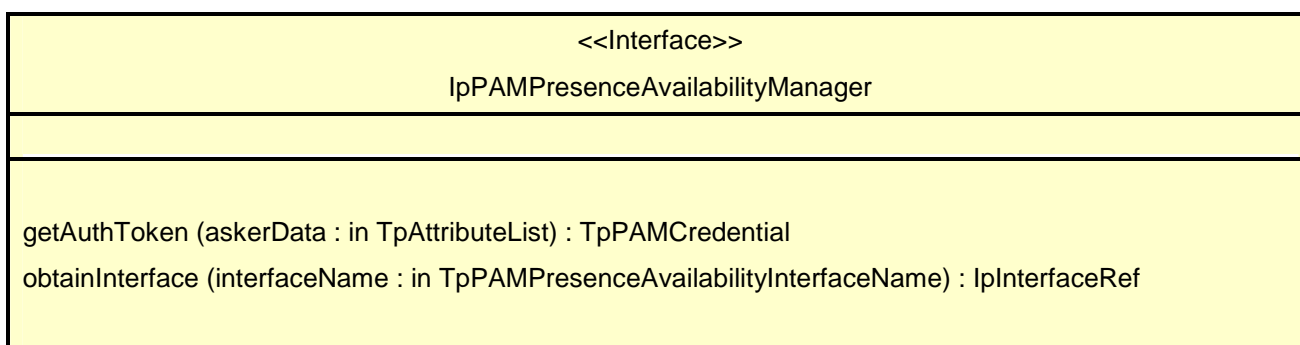 <<Interface>>
IpPAMPresenceAvailabilityManager
getAuthToken (askerData : in TpAttributeList) : TpPAMCredential
obtainInterface (interfaceName : in TpPAMPresenceAvailabilityInterfaceName) : IpInterfaceRef